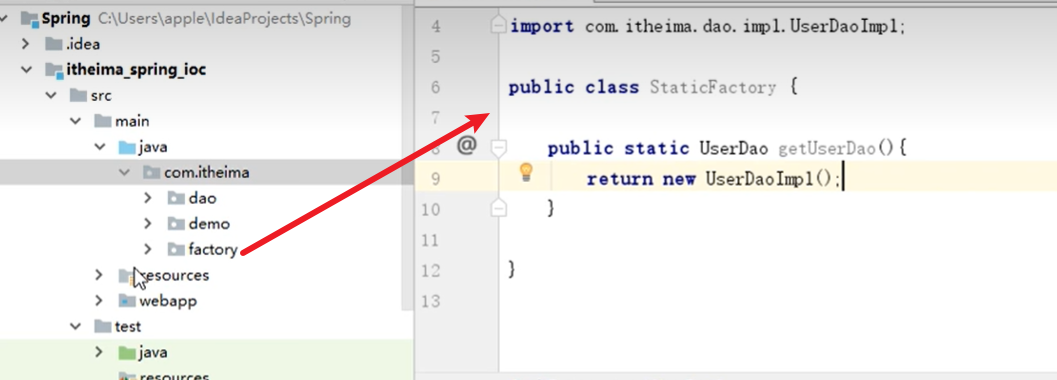 Spring C:\Users\apple\IdeaProjects\Spring
.idea
itheima_spring_ioc
src
main
java
com.itheima
dao
demo
factory
resources
webapp
test
java
resources
4 import com.itheima.dao.impl.UserDaoImpl;
5
6 public class StaticFactory {
7
8 @ public static UserDao getUserDao(){
9 return new UserDaoImpl();
10 }
11
12 }
13